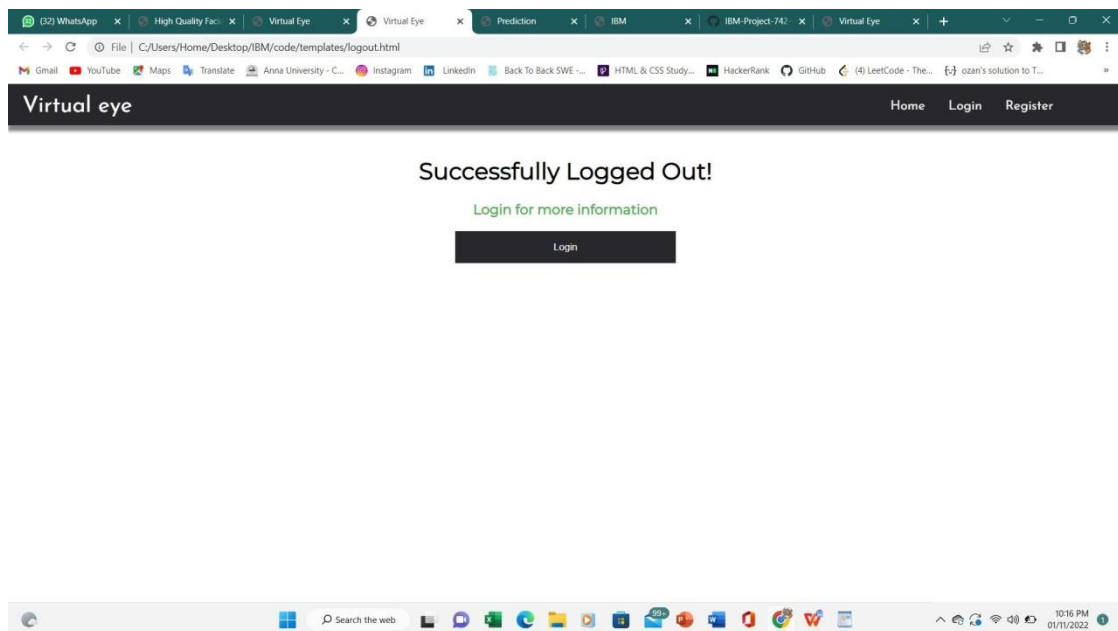 (32) WhatsApp High Quality Faci Virtual Eye Virtual Eye Prediction IBM IBM-Project-742 Virtual Eye
File C:/Users/Home/Desktop/IBM/code/templates/logout.html
Gmail YouTube Maps Translate Anna University - C... Instagram LinkedIn Back To Back SWE -... HTML & CSS Study... HackerRank GitHub (4) LeetCode - The... ozan's solution to T... »
Virtual eye Home Login Register
Successfully Logged Out!
Login for more information
Login
Search the web 99+ 10:16 PM
01/11/2022 1